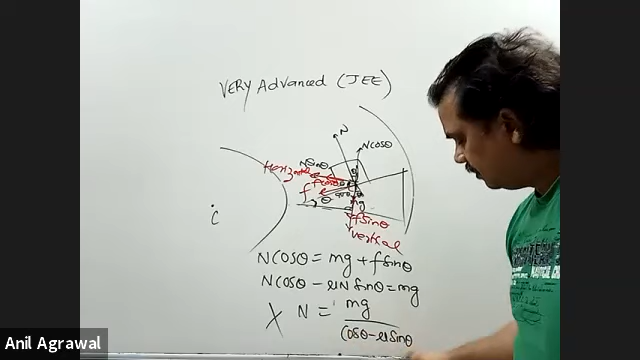 VERY Advanced (JEE)
N
Ncosθ
Nsinθ
Horizontal
fcosθ
f
θ
mg
fsinθ
vertical
c
Ncosθ = mg + fsinθ
Ncosθ - μN sinθ = mg
N = mg
cosθ - μsinθ
Anil Agrawal